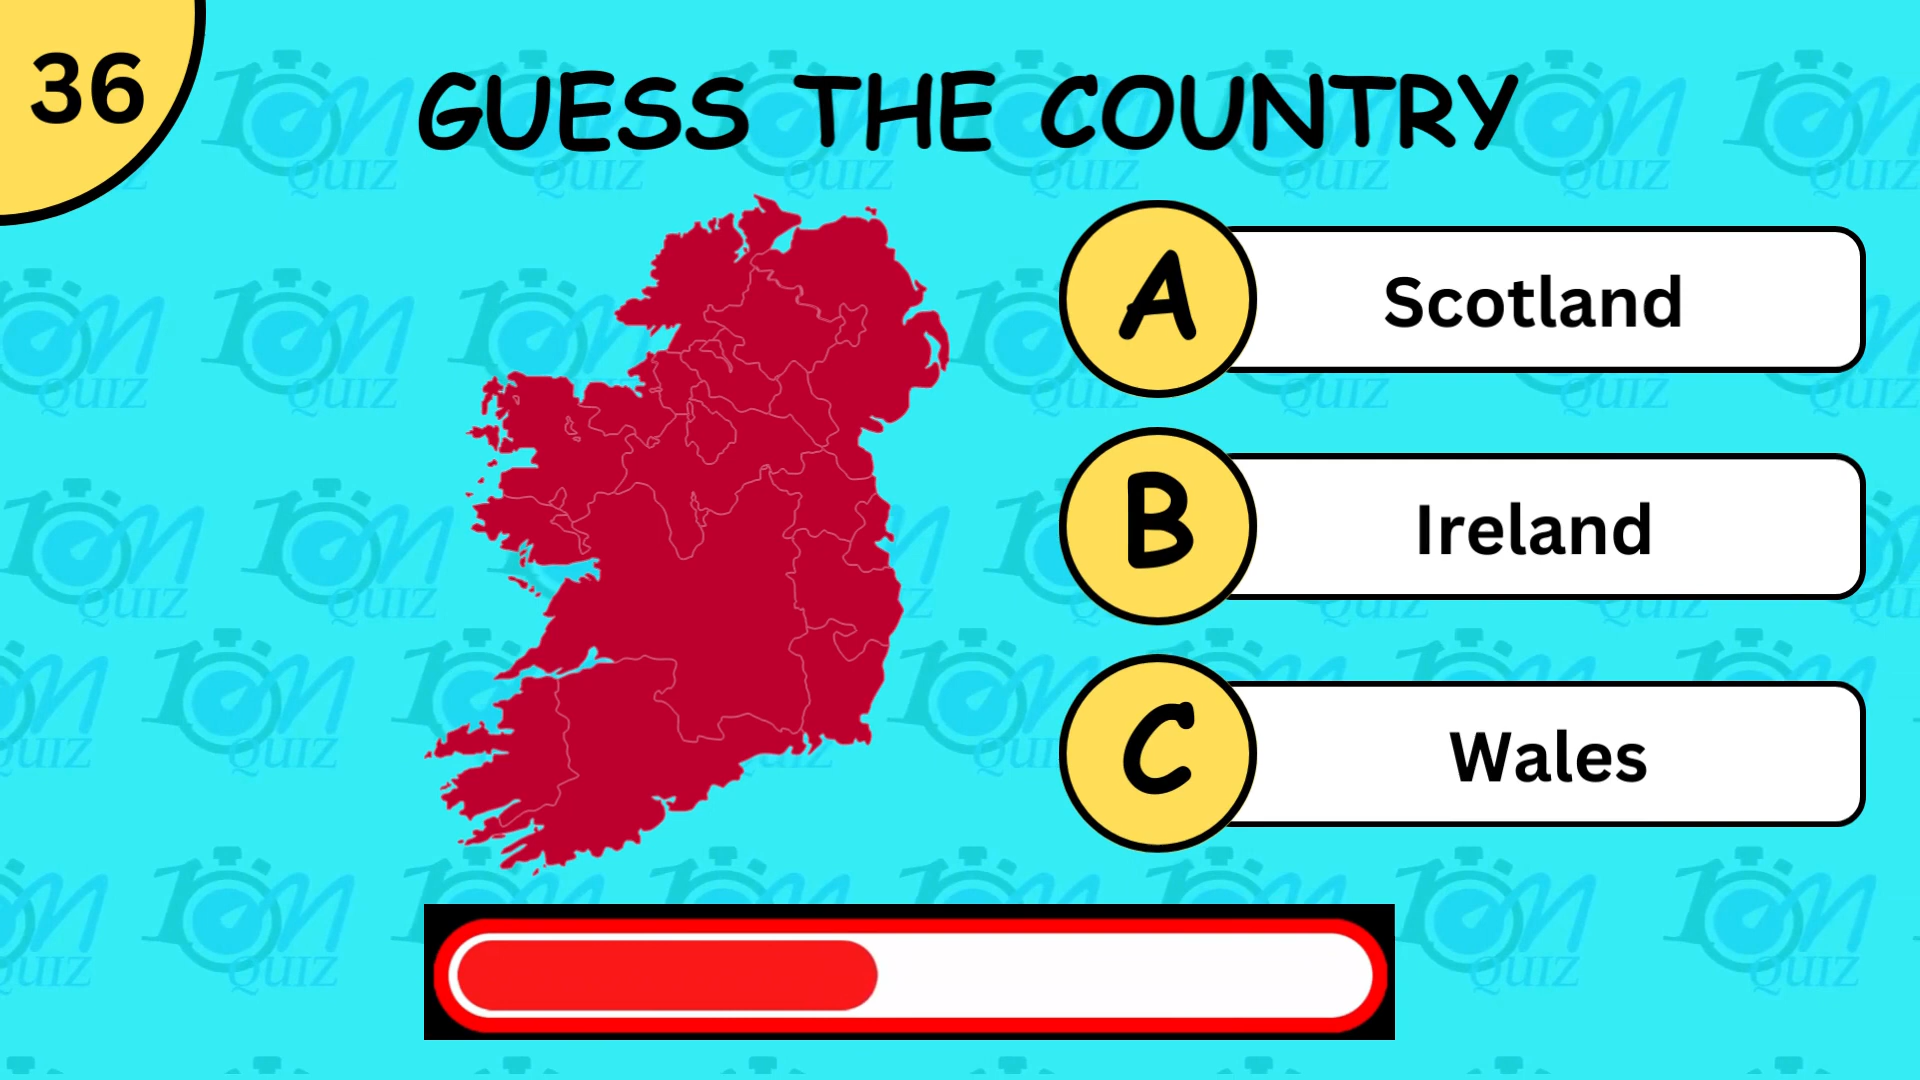 36
GUESS THE COUNTRY
A Scotland
B Ireland
C Wales